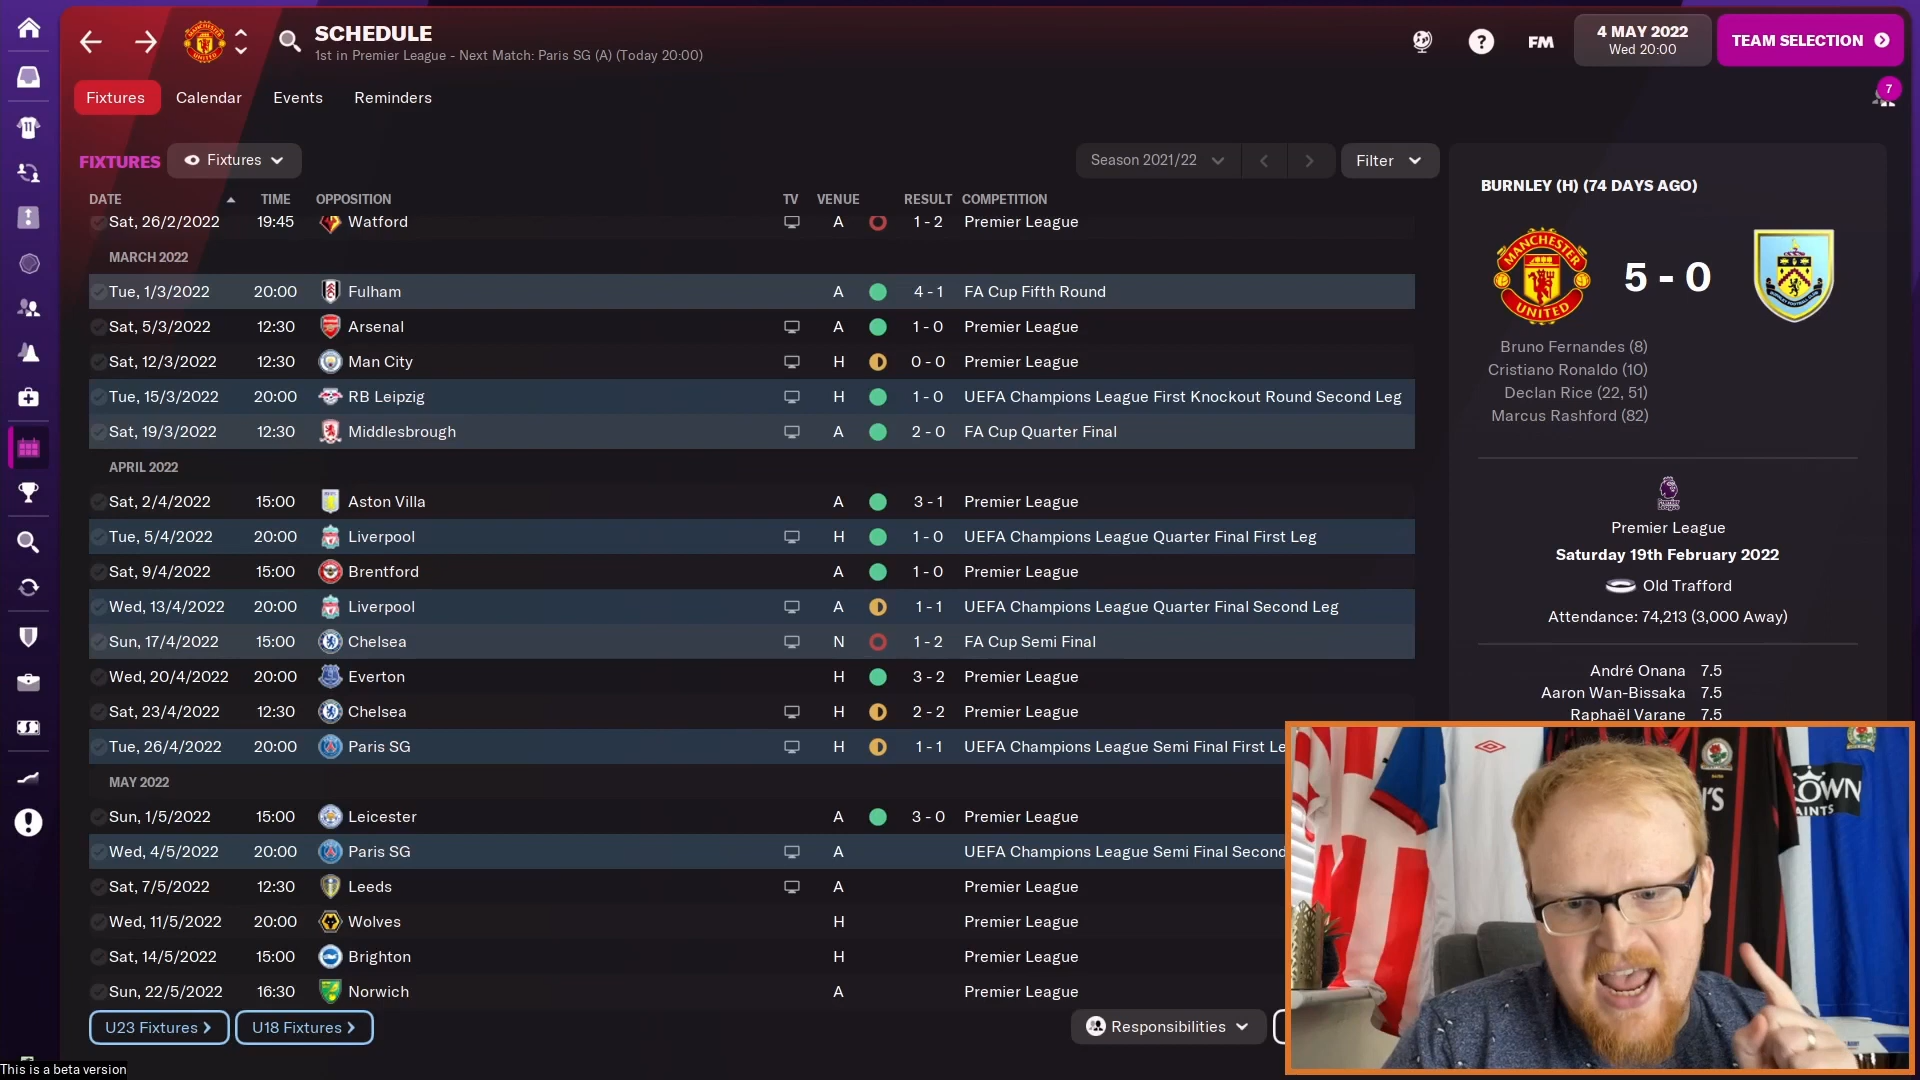 SCHEDULE
1st in Premier League - Next Match: Paris SG (A) (Today 20:00)
FM
4 MAY 2022
Wed 20:00
TEAM SELECTION
Fixtures Calendar Events Reminders
7
FIXTURES Fixtures Season 2021/22 Filter
DATE TIME OPPOSITION TV VENUE RESULT COMPETITION
Sat, 26/2/2022 19:45 Watford A 1 - 2 Premier League
MARCH 2022
Tue, 1/3/2022 20:00 Fulham A 4 - 1 FA Cup Fifth Round
Sat, 5/3/2022 12:30 Arsenal A 1 - 0 Premier League
Sat, 12/3/2022 12:30 Man City H 0 - 0 Premier League
Tue, 15/3/2022 20:00 RB Leipzig H 1 - 0 UEFA Champions League First Knockout Round Second Leg
Sat, 19/3/2022 12:30 Middlesbrough A 2 - 0 FA Cup Quarter Final
APRIL 2022
Sat, 2/4/2022 15:00 Aston Villa A 3 - 1 Premier League
Tue, 5/4/2022 20:00 Liverpool H 1 - 0 UEFA Champions League Quarter Final First Leg
Sat, 9/4/2022 15:00 Brentford A 1 - 0 Premier League
Wed, 13/4/2022 20:00 Liverpool A 1 - 1 UEFA Champions League Quarter Final Second Leg
Sun, 17/4/2022 15:00 Chelsea N 1 - 2 FA Cup Semi Final
Wed, 20/4/2022 20:00 Everton H 3 - 2 Premier League
Sat, 23/4/2022 12:30 Chelsea H 2 - 2 Premier League
Tue, 26/4/2022 20:00 Paris SG H 1 - 1 UEFA Champions League Semi Final First Le
MAY 2022
Sun, 1/5/2022 15:00 Leicester A 3 - 0 Premier League
Wed, 4/5/2022 20:00 Paris SG A UEFA Champions League Semi Final Second
Sat, 7/5/2022 12:30 Leeds A Premier League
Wed, 11/5/2022 20:00 Wolves H Premier League
Sat, 14/5/2022 15:00 Brighton H Premier League
Sun, 22/5/2022 16:30 Norwich A Premier League
U23 Fixtures U18 Fixtures Responsibilities
This is a beta version
BURNLEY (H) (74 DAYS AGO)
MANCHESTER
UNITED
5 - 0
Bruno Fernandes (8)
Cristiano Ronaldo (10)
Declan Rice (22, 51)
Marcus Rashford (82)
Premier League
Saturday 19th February 2022
Old Trafford
Attendance: 74,213 (3,000 Away)
André Onana 7.5
Aaron Wan-Bissaka 7.5
Raphaël Varane 7.5